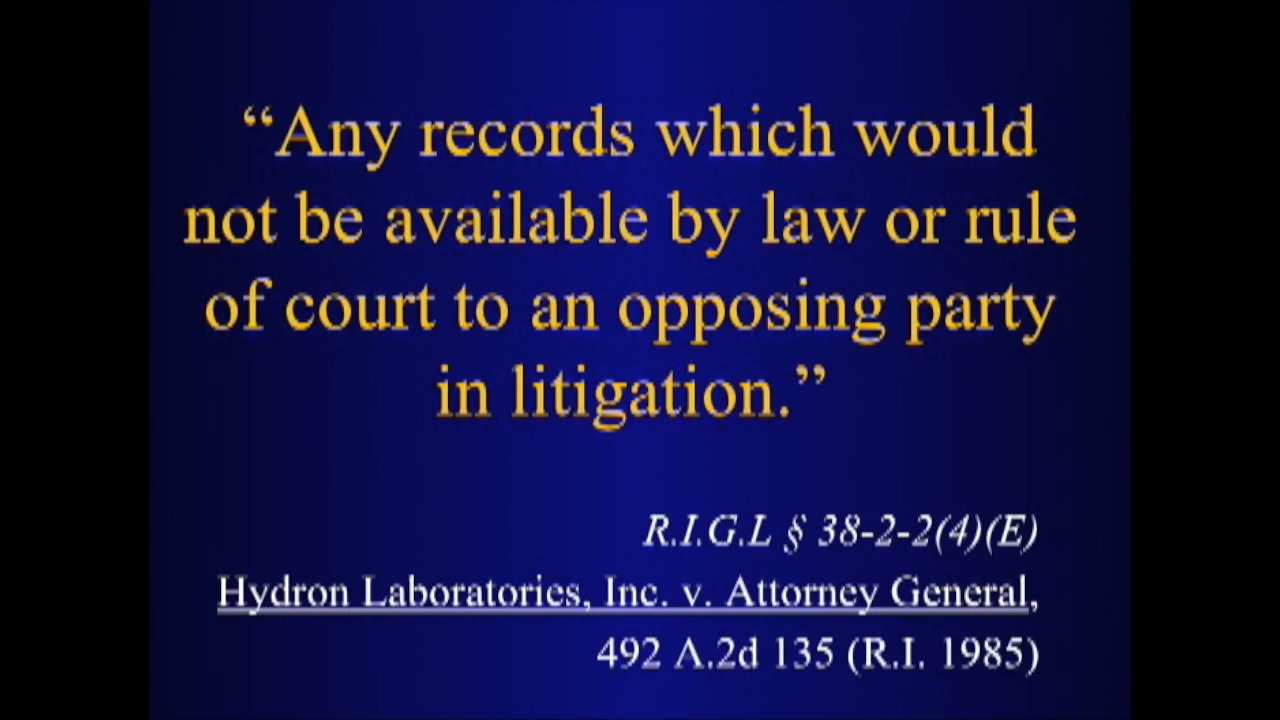 “Any records which would
not be available by law or rule
of court to an opposing party
in litigation.”
R.I.G.L § 38-2-2(4)(E)
Hydron Laboratories, Inc. v. Attorney General,
492 A.2d 135 (R.I. 1985)